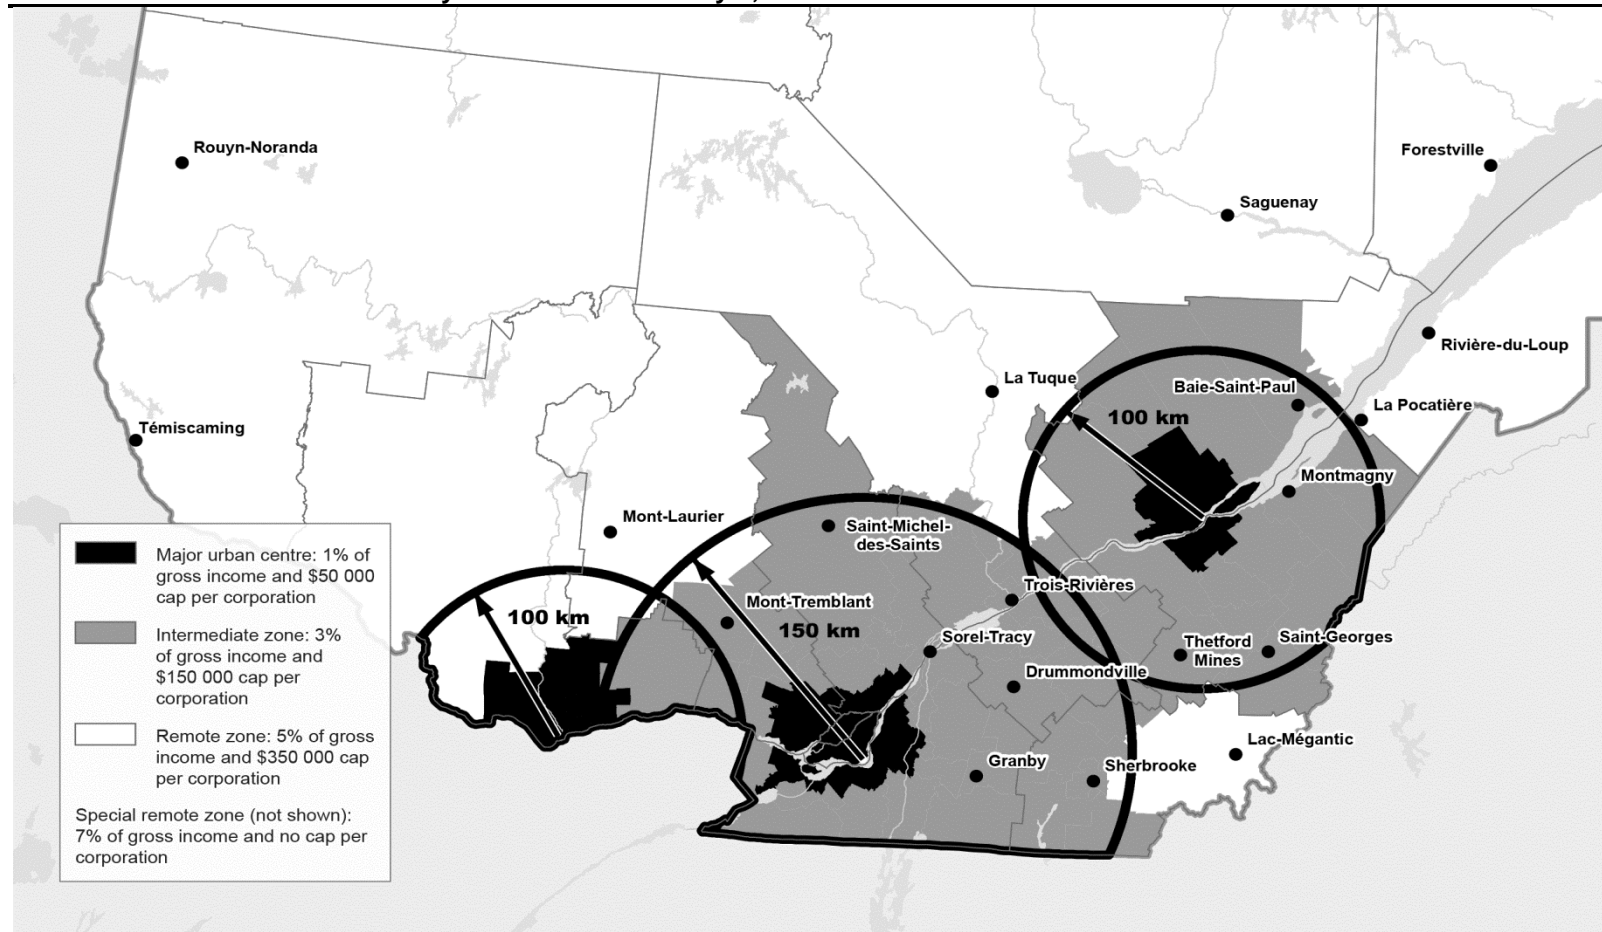 Rouyn-Noranda
Forestville
Saguenay
Rivière-du-Loup
La Tuque
Baie-Saint-Paul
La Pocatière
100 km
Témiscaming
Montmagny
Mont-Laurier
Saint-Michel-
des-Saints
Trois-Rivières
Mont-Tremblant
100 km
150 km
Sorel-Tracy
Thetford
Mines
Saint-Georges
Drummondville
Lac-Mégantic
Granby
Sherbrooke
Major urban centre: 1% of
gross income and $50 000
cap per corporation
Intermediate zone: 3%
of gross income and
$150 000 cap per
corporation
Remote zone: 5% of gross
income and $350 000 cap
per corporation
Special remote zone (not shown):
7% of gross income and no cap per
corporation